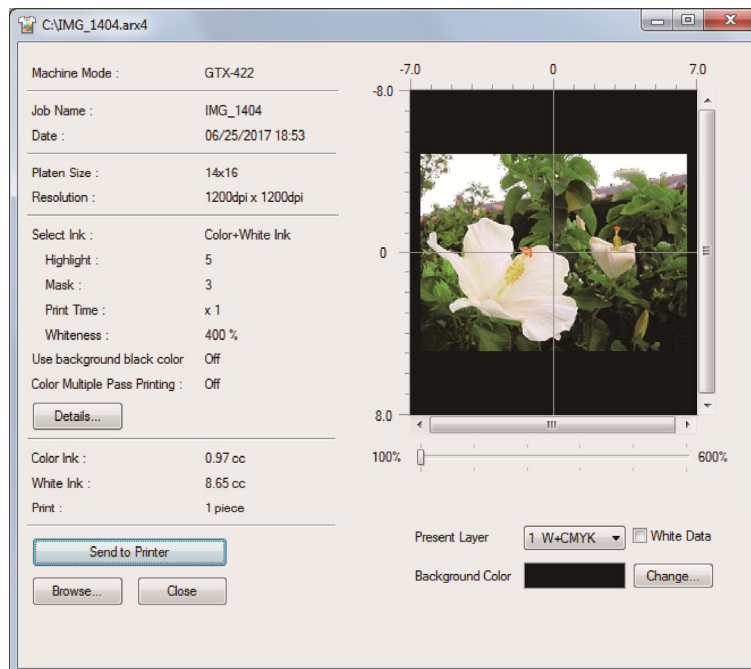 C:\IMG_1404.arx4
Machine Mode : GTX-422
Job Name : IMG_1404
Date : 06/25/2017 18:53
Platen Size : 14x16
Resolution : 1200dpi x 1200dpi
Select Ink : Color+White Ink
Highlight : 5
Mask : 3
Print Time : x 1
Whiteness : 400 %
Use background black color Off
Color Multiple Pass Printing : Off
Details...
Color Ink : 0.97 cc
White Ink : 8.65 cc
Print : 1 piece
Send to Printer
Browse... Close
-7.0 0 7.0
-8.0
0
8.0
100% 600%
Present Layer 1 W+CMYK White Data
Background Color Change...